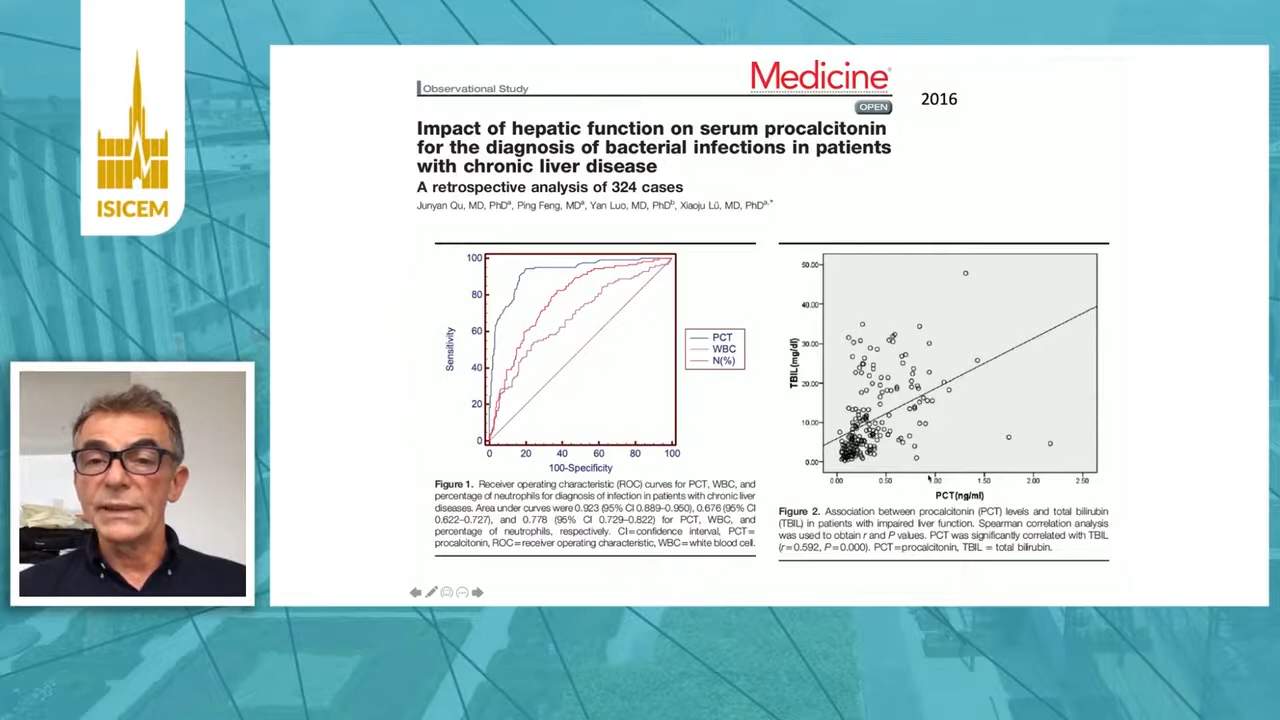 ISICEM
Observational Study
Medicine
OPEN
2016
Impact of hepatic function on serum procalcitonin
for the diagnosis of bacterial infections in patients
with chronic liver disease
A retrospective analysis of 324 cases
Junyan Qu, MD, PhDa, Ping Feng, MDa, Yan Luo, MD, PhDb, Xiaoju Lü, MD, PhDa,*
100
80
60
40
20
0
Sensitivity
0 20 40 60 80 100
100-Specificity
PCT
WBC
N(%)
Figure 1. Receiver operating characteristic (ROC) curves for PCT, WBC, and
percentage of neutrophils for diagnosis of infection in patients with chronic liver
diseases. Area under curves were 0.923 (95% CI 0.889–0.950), 0.676 (95% CI
0.622–0.727), and 0.778 (95% CI 0.729–0.822) for PCT, WBC, and
percentage of neutrophils, respectively. CI=confidence interval, PCT=
procalcitonin, ROC=receiver operating characteristic, WBC=white blood cell.
50.00
40.00
30.00
20.00
10.00
0.00
TBIL(mg/dl)
0.00 0.50 1.00 1.50 2.00 2.50
PCT(ng/ml)
Figure 2. Association between procalcitonin (PCT) levels and total bilirubin
(TBIL) in patients with impaired liver function. Spearman correlation analysis
was used to obtain r and P values. PCT was significantly correlated with TBIL
(r=0.592, P=0.000). PCT=procalcitonin, TBIL = total bilirubin.